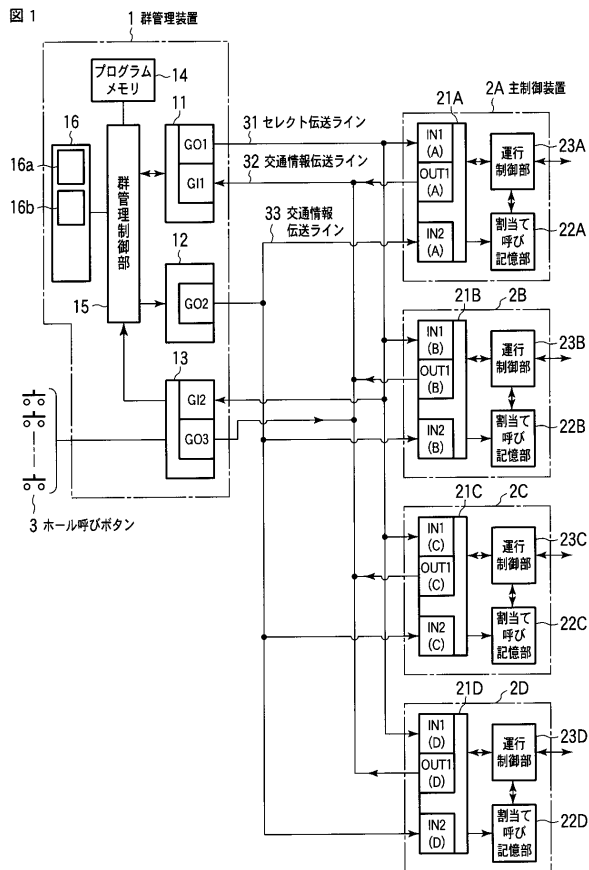 図1
1 群管理装置
プログラム
メモリ
14
16
16a
16b
群管理制御部
15
11
GO1
GI1
12
GO2
13
GI2
GO3
3 ホール呼びボタン
31 セレクト伝送ライン
32 交通情報伝送ライン
33 交通情報
伝送ライン
2A 主制御装置
21A
IN1
(A)
OUT1
(A)
IN2
(A)
運行
制御部
23A
割当て
呼び
記憶部
22A
2B
21B
IN1
(B)
OUT1
(B)
IN2
(B)
運行
制御部
23B
割当て
呼び
記憶部
22B
2C
21C
IN1
(C)
OUT1
(C)
IN2
(C)
運行
制御部
23C
割当て
呼び
記憶部
22C
2D
21D
IN1
(D)
OUT1
(D)
IN2
(D)
運行
制御部
23D
割当て
呼び
記憶部
22D